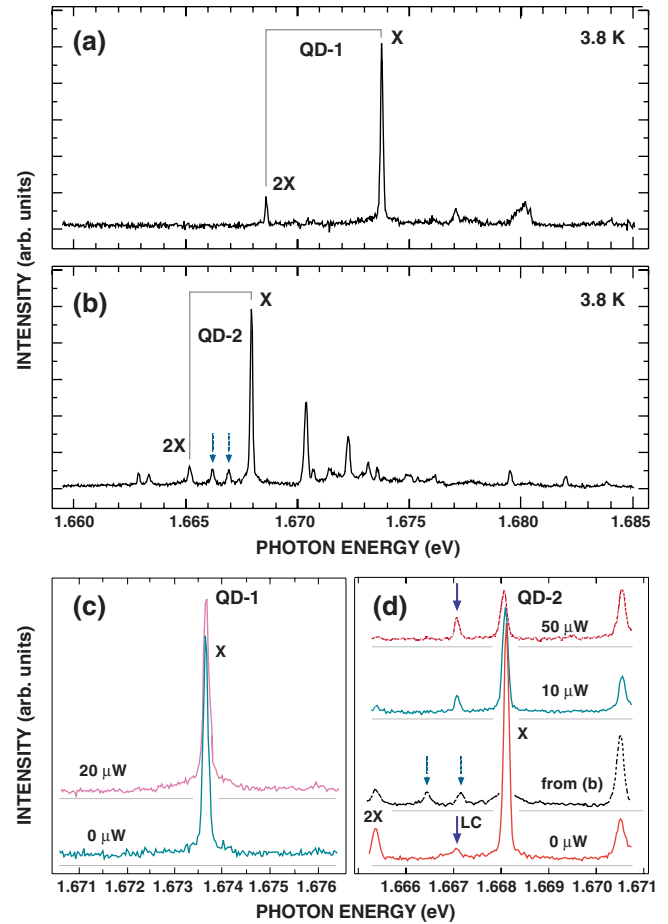 (a)
QD-1
X
3.8 K
2X
(b)
X
3.8 K
QD-2
2X
INTENSITY (arb. units)
1.660 1.665 1.670 1.675 1.680 1.685
PHOTON ENERGY (eV)
(c)
QD-1
X
20 μW
0 μW
INTENSITY (arb. units)
1.671 1.672 1.673 1.674 1.675 1.676
PHOTON ENERGY (eV)
(d)
QD-2
50 μW
10 μW
X
from (b)
2X
LC
0 μW
1.666 1.667 1.668 1.669 1.670 1.671